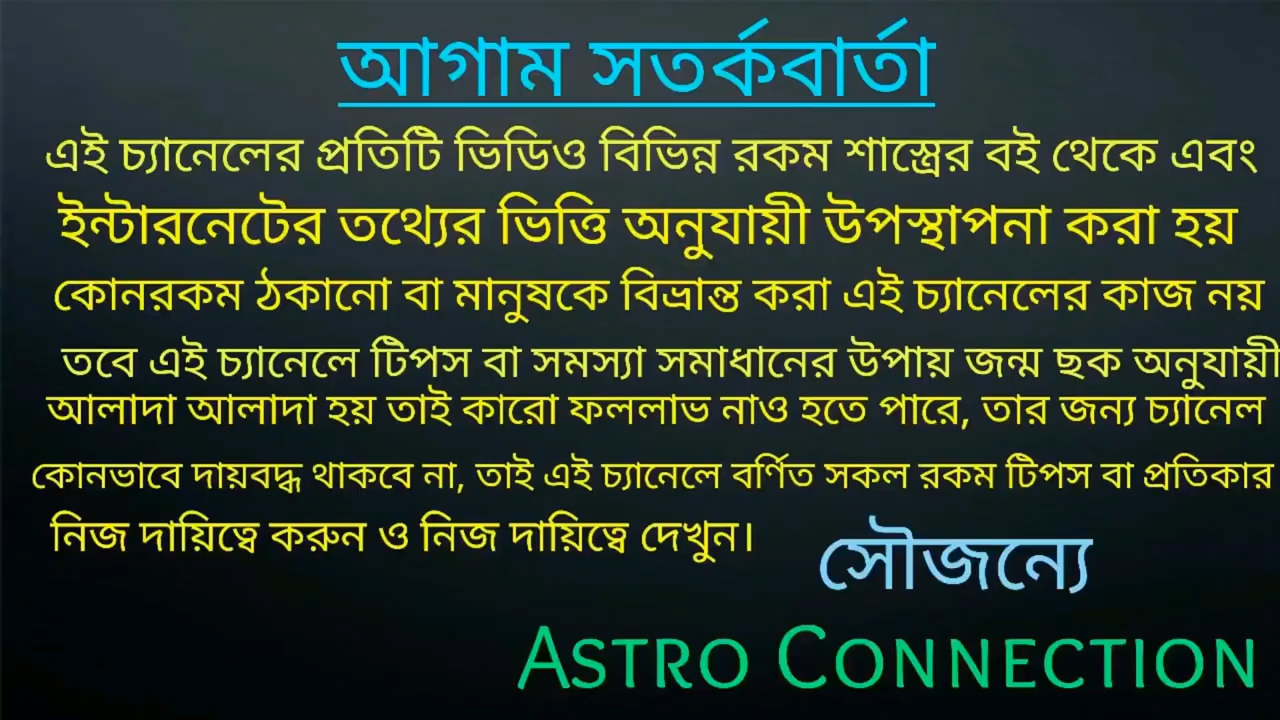 আগাম সতর্কবার্তা
এই চ্যানেলের প্রতিটি ভিডিও বিভিন্ন রকম শাস্ত্রের বই থেকে এবং
ইন্টারনেটের তথ্যের ভিত্তি অনুযায়ী উপস্থাপনা করা হয়
কোনরকম ঠকানো বা মানুষকে বিভ্রান্ত করা এই চ্যানেলের কাজ নয়
তবে এই চ্যানেলে টিপস বা সমস্যা সমাধানের উপায় জন্ম ছক অনুযায়ী
আলাদা আলাদা হয় তাই কারো ফললাভ নাও হতে পারে, তার জন্য চ্যানেল
কোনভাবে দায়বদ্ধ থাকবে না, তাই এই চ্যানেলে বর্ণিত সকল রকম টিপস বা প্রতিকার
নিজ দায়িত্বে করুন ও নিজ দায়িত্বে দেখুন।
সৌজন্যে
ASTRO CONNECTION